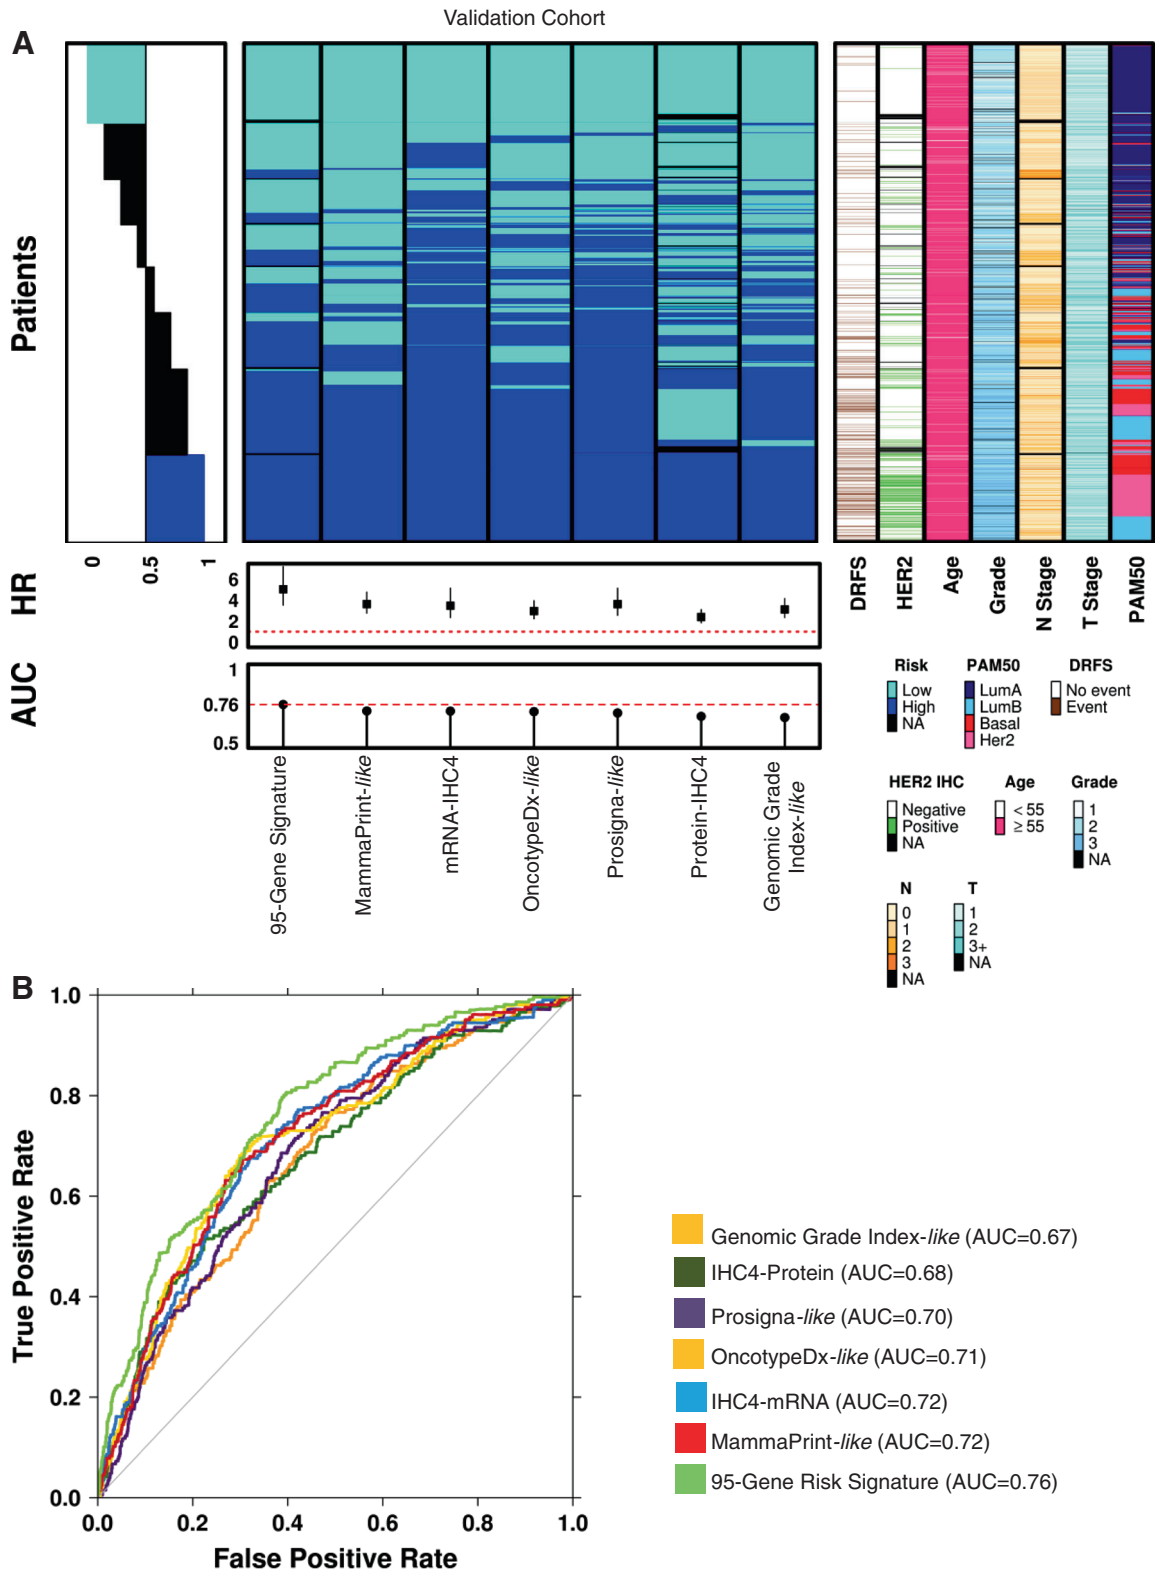 Validation Cohort
A
Patients
0
0.5
1
HR
6
4
2
0
AUC
1
0.76
0.5
95-Gene Signature
MammaPrint-like
mRNA-IHC4
OncotypeDx-like
Prosigna-like
Protein-IHC4
Genomic Grade
Index-like
DRFS
HER2
Age
Grade
N Stage
T Stage
PAM50
Risk
Low
High
NA
PAM50
LumA
LumB
Basal
Her2
DRFS
No event
Event
HER2 IHC
Negative
Positive
NA
Age
< 55
≥ 55
Grade
1
2
3
NA
N
0
1
2
3
NA
T
1
2
3+
NA
B
1.0
0.8
0.6
0.4
0.2
0.0
True Positive Rate
0.0
0.2
0.4
0.6
0.8
1.0
False Positive Rate
Genomic Grade Index-like (AUC=0.67)
IHC4-Protein (AUC=0.68)
Prosigna-like (AUC=0.70)
OncotypeDx-like (AUC=0.71)
IHC4-mRNA (AUC=0.72)
MammaPrint-like (AUC=0.72)
95-Gene Risk Signature (AUC=0.76)